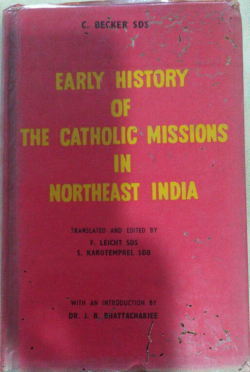 C. BECKER SDS
EARLY HISTORY
OF
THE CATHOLIC MISSIONS
IN
NORTHEAST INDIA
TRANSLATED AND EDITED BY
F. LEICHT SDS
S. KAROTEMPREL SDB
WITH AN INTRODUCTION BY
DR. J. B. BHATTACHARJEE